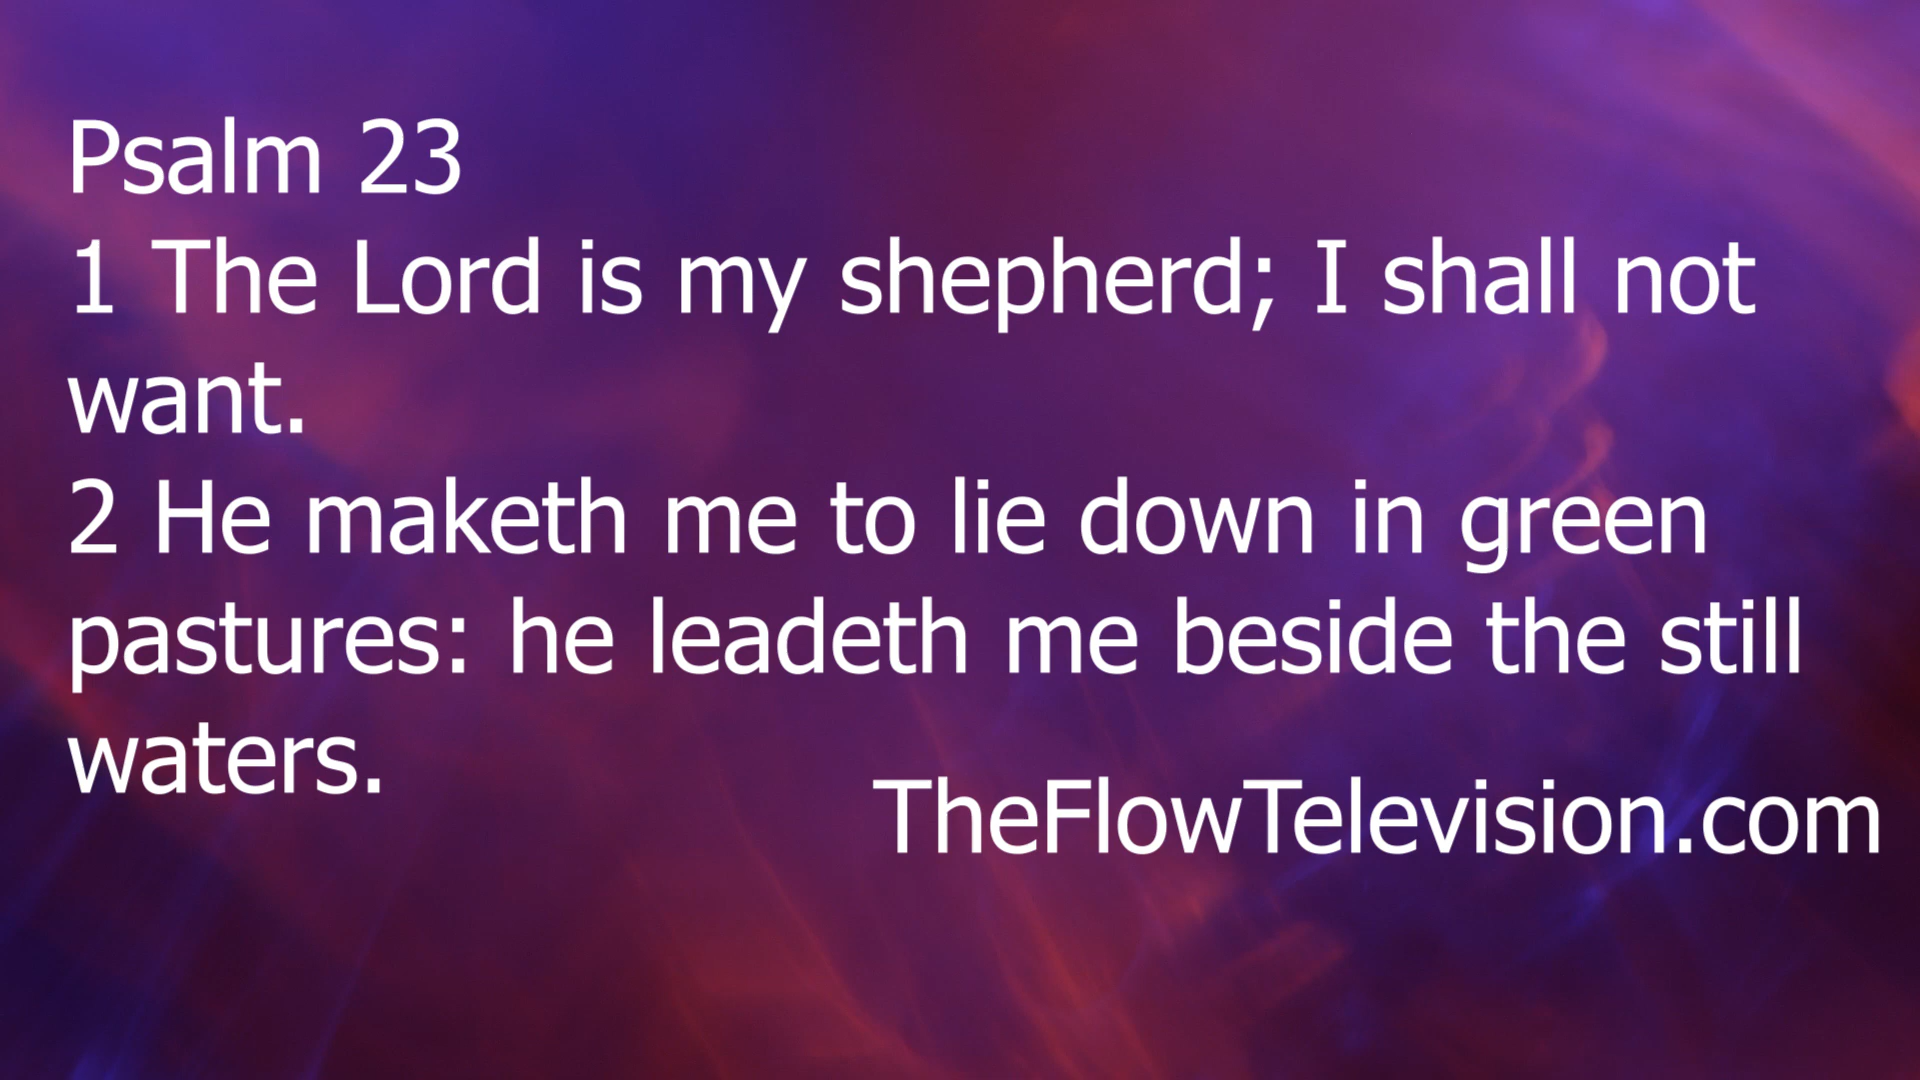 Psalm 23
1 The Lord is my shepherd; I shall not
want.
2 He maketh me to lie down in green
pastures: he leadeth me beside the still
waters.
TheFlowTelevision.com